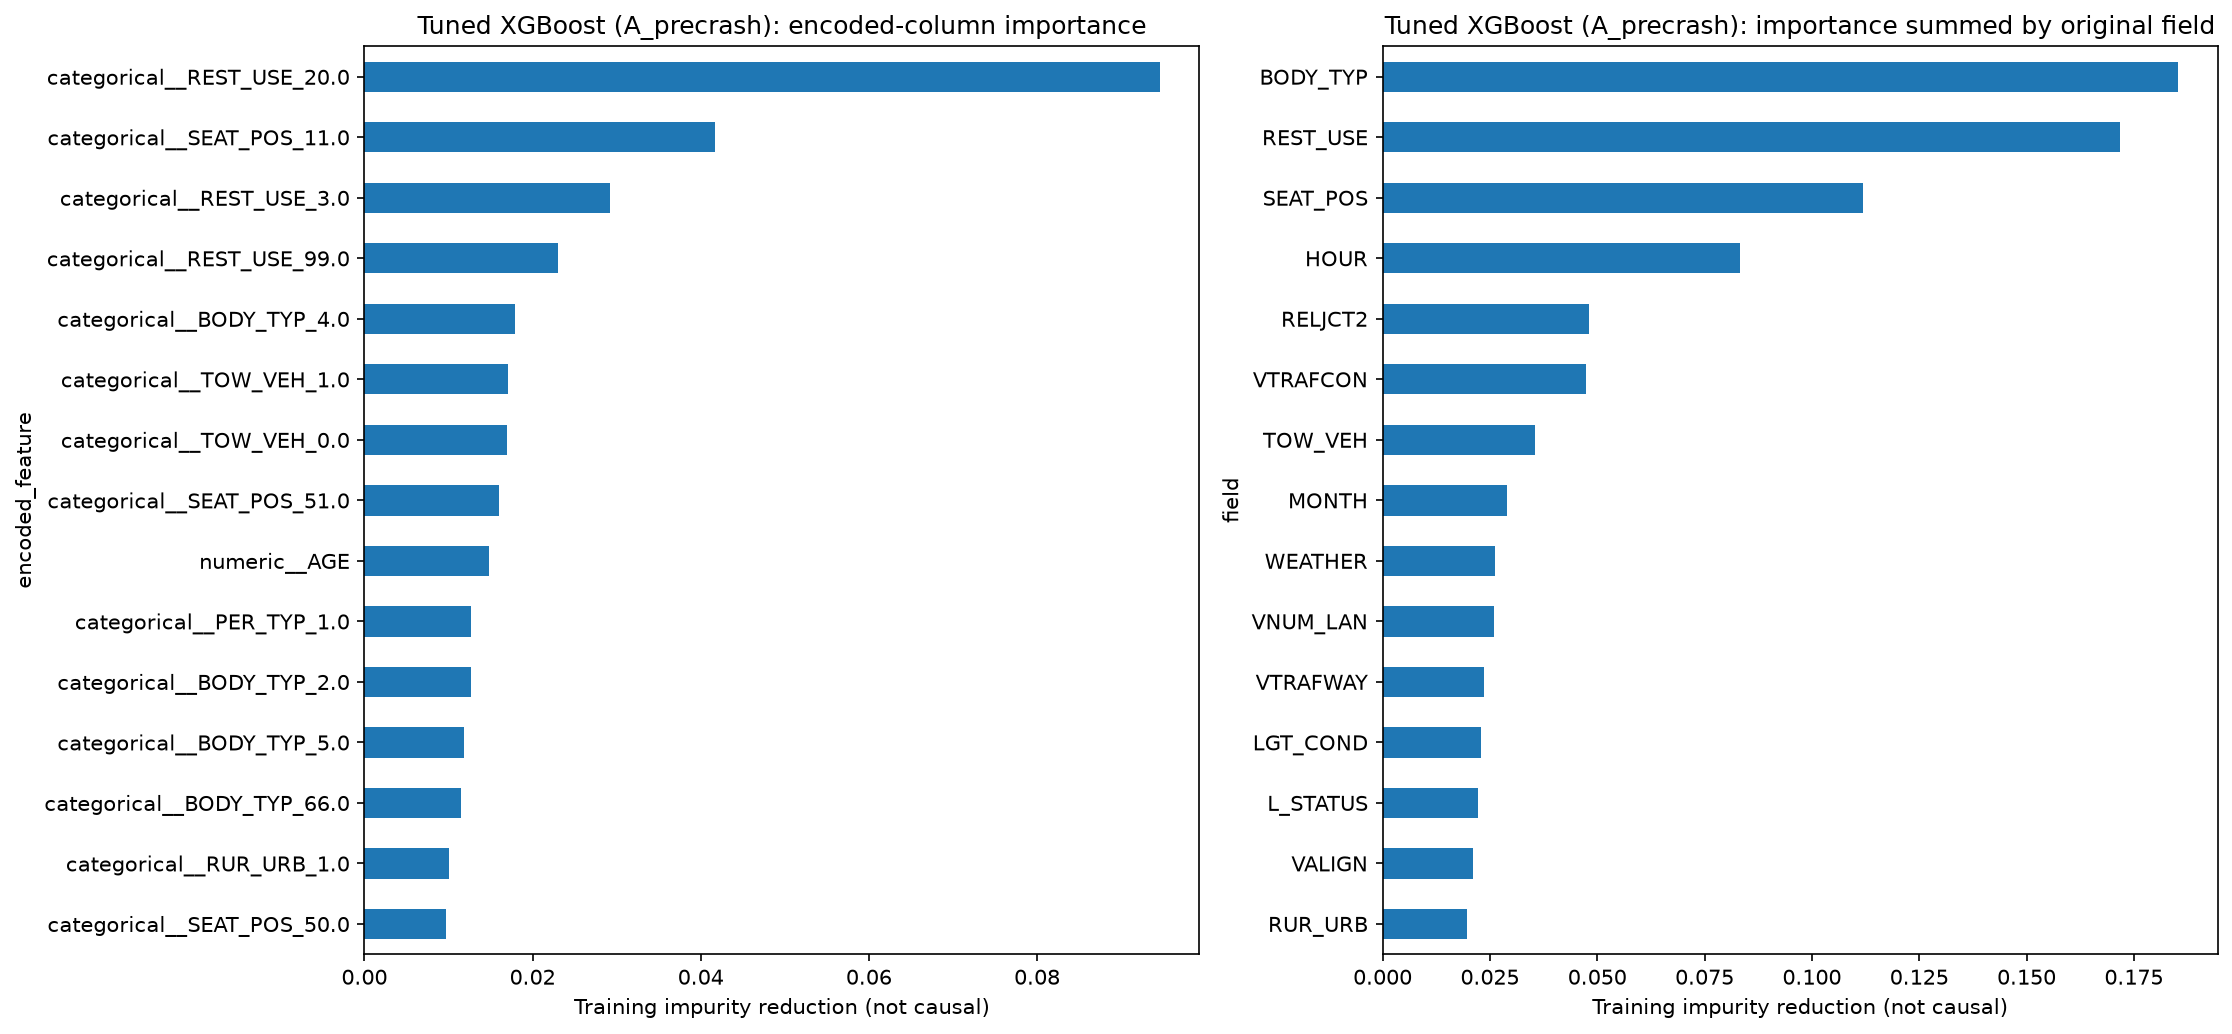 Tuned XGBoost (A_precrash): encoded-column importance
encoded_feature
categorical__REST_USE_20.0
categorical__SEAT_POS_11.0
categorical__REST_USE_3.0
categorical__REST_USE_99.0
categorical__BODY_TYP_4.0
categorical__TOW_VEH_1.0
categorical__TOW_VEH_0.0
categorical__SEAT_POS_51.0
numeric__AGE
categorical__PER_TYP_1.0
categorical__BODY_TYP_2.0
categorical__BODY_TYP_5.0
categorical__BODY_TYP_66.0
categorical__RUR_URB_1.0
categorical__SEAT_POS_50.0
0.00 0.02 0.04 0.06 0.08
Training impurity reduction (not causal)
Tuned XGBoost (A_precrash): importance summed by original field
field
BODY_TYP
REST_USE
SEAT_POS
HOUR
RELJCT2
VTRAFCON
TOW_VEH
MONTH
WEATHER
VNUM_LAN
VTRAFWAY
LGT_COND
L_STATUS
VALIGN
RUR_URB
0.000 0.025 0.050 0.075 0.100 0.125 0.150 0.175
Training impurity reduction (not causal)